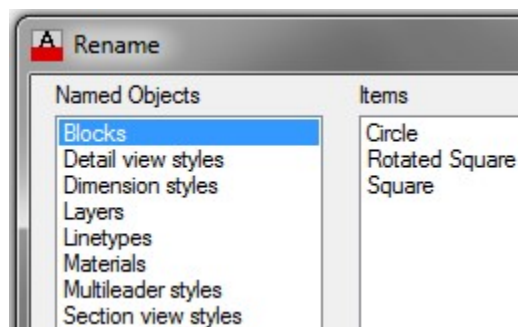 A Rename
Named Objects
Items
Blocks
Detail view styles
Dimension styles
Layers
Linetypes
Materials
Multileader styles
Section view styles
Circle
Rotated Square
Square